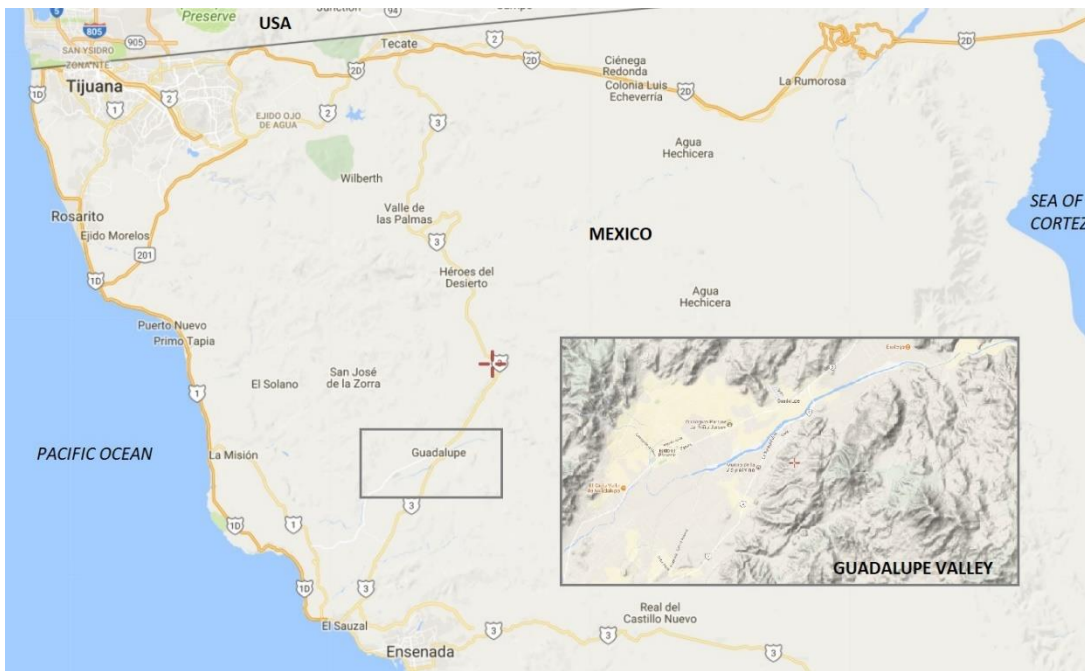 Preserve
USA
94
5
805
905
SAN YSIDRO
ZONA NTE
Tecate
2
Tijuana
1D
2D
2D
2D
1
2
2
Ciénega
Redonda
Colonia Luis
Echeverría
2D
La Rumorosa
EJIDO OJO
DE AGUA
3
Agua
Hechicera
Wilberth
Valle de
las Palmas
SEA OF
CORTEZ
Rosarito
Ejido Morelos
3
MEXICO
201
1D
Héroes del
Desierto
Agua
Hechicera
Puerto Nuevo
Primo Tapia
3
El Solano
San José
de la Zorra
1
PACIFIC OCEAN
La Misión
Guadalupe
3
1D
1
GUADALUPE VALLEY
1D
3
El Sauzal
Ensenada
3
Real del
Castillo Nuevo
3
3